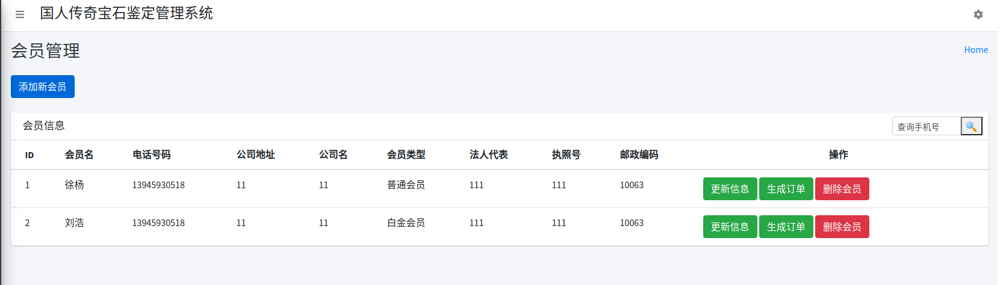 国人传奇宝石鉴定管理系统
会员管理
Home
添加新会员
会员信息
查询手机号
ID 会员名 电话号码 公司地址 公司名 会员类型 法人代表 执照号 邮政编码 操作
1 徐杨 13945930518 11 11 普通会员 111 111 10063 更新信息 生成订单 删除会员
2 刘浩 13945930518 11 11 白金会员 111 111 10063 更新信息 生成订单 删除会员